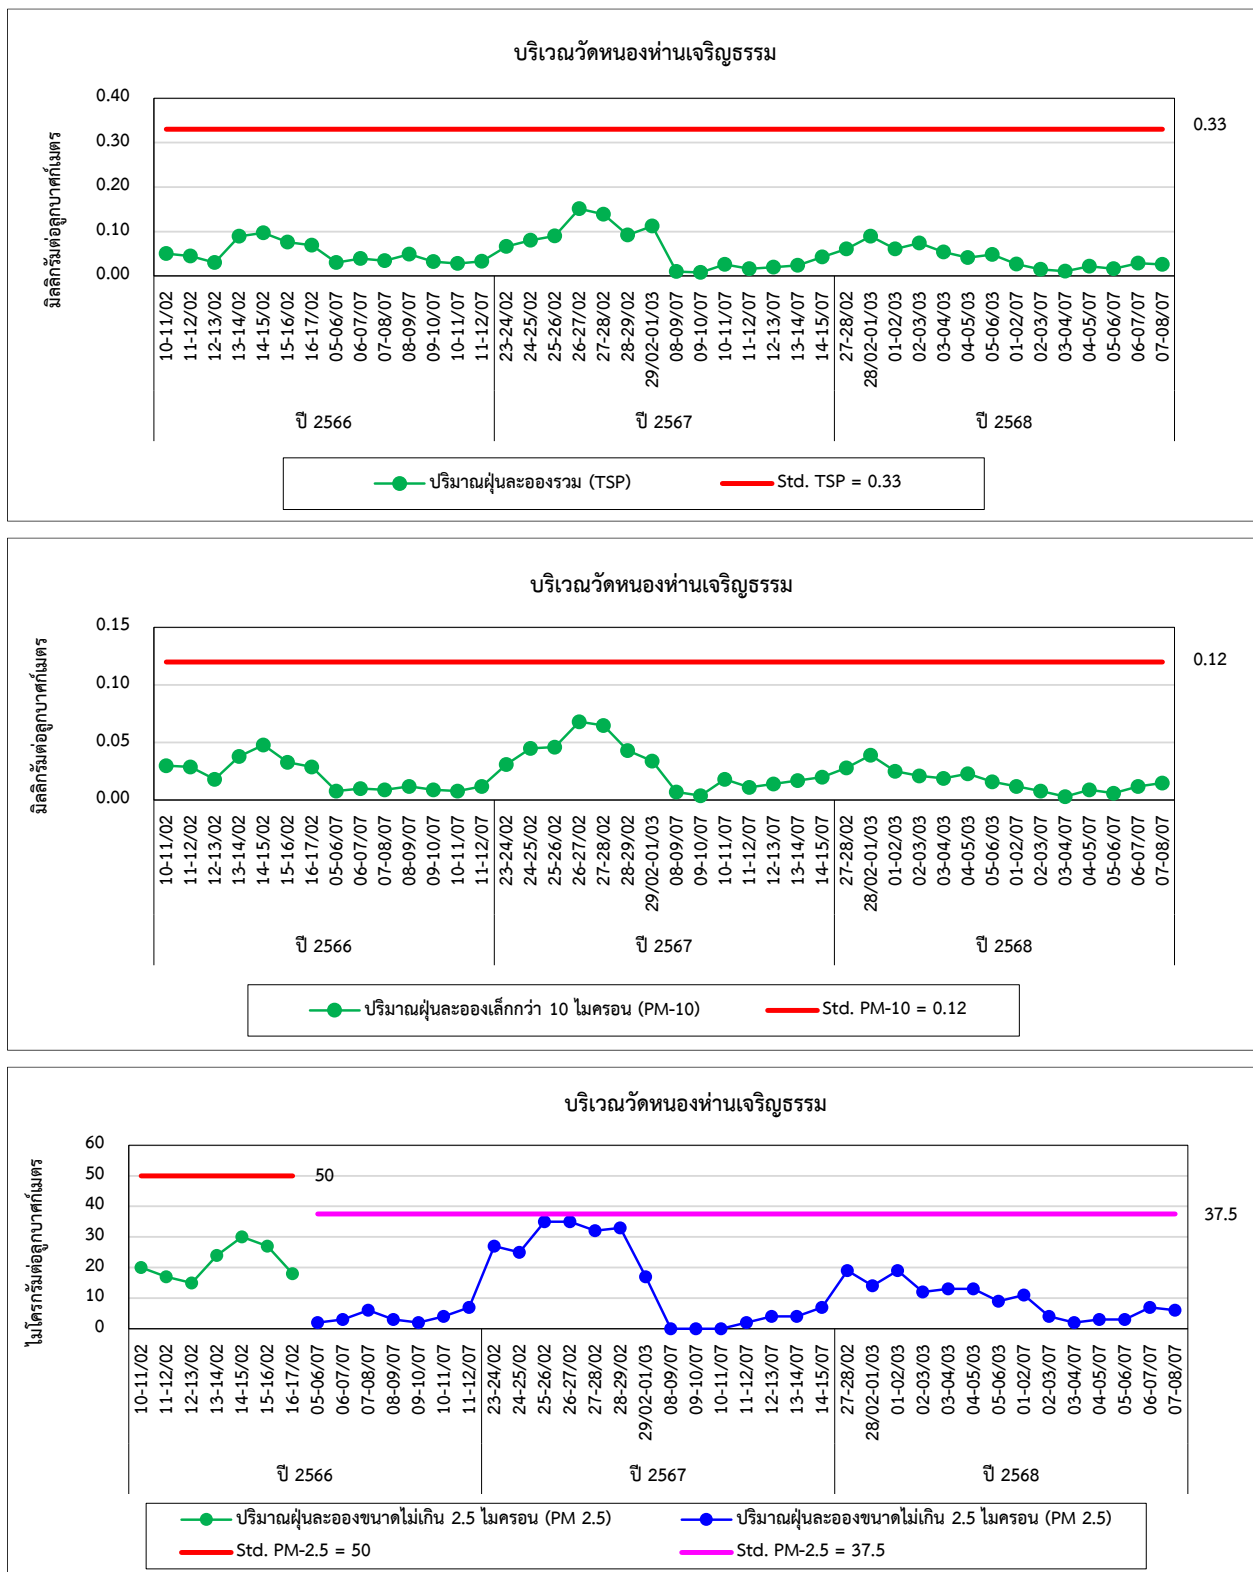 บริเวณวัดหนองห่านเจริญธรรม
มิลลิกรัมต่อลูกบาศก์เมตร
0.40
0.30
0.20
0.10
0.00
0.33
10-11/02 11-12/02 12-13/02 13-14/02 14-15/02 15-16/02 16-17/02 05-06/07 06-07/07 07-08/07 08-09/07 09-10/07 10-11/07 11-12/07 23-24/02 24-25/02 25-26/02 26-27/02 27-28/02 28-29/02 29/02-01/03 08-09/07 09-10/07 10-11/07 11-12/07 12-13/07 13-14/07 14-15/07 27-28/02 28/02-01/03 01-02/03 02-03/03 03-04/03 04-05/03 05-06/03 01-02/07 02-03/07 03-04/07 04-05/07 05-06/07 06-07/07 07-08/07
ปี 2566 ปี 2567 ปี 2568
ปริมาณฝุ่นละอองรวม (TSP) Std. TSP = 0.33
บริเวณวัดหนองห่านเจริญธรรม
มิลลิกรัมต่อลูกบาศก์เมตร
0.15
0.10
0.05
0.00
0.12
10-11/02 11-12/02 12-13/02 13-14/02 14-15/02 15-16/02 16-17/02 05-06/07 06-07/07 07-08/07 08-09/07 09-10/07 10-11/07 11-12/07 23-24/02 24-25/02 25-26/02 26-27/02 27-28/02 28-29/02 29/02-01/03 08-09/07 09-10/07 10-11/07 11-12/07 12-13/07 13-14/07 14-15/07 27-28/02 28/02-01/03 01-02/03 02-03/03 03-04/03 04-05/03 05-06/03 01-02/07 02-03/07 03-04/07 04-05/07 05-06/07 06-07/07 07-08/07
ปี 2566 ปี 2567 ปี 2568
ปริมาณฝุ่นละอองเล็กกว่า 10 ไมครอน (PM-10) Std. PM-10 = 0.12
บริเวณวัดหนองห่านเจริญธรรม
ไมโครกรัมต่อลูกบาศก์เมตร
60
50
40
30
20
10
0
50
37.5
10-11/02 11-12/02 12-13/02 13-14/02 14-15/02 15-16/02 16-17/02 05-06/07 06-07/07 07-08/07 08-09/07 09-10/07 10-11/07 11-12/07 23-24/02 24-25/02 25-26/02 26-27/02 27-28/02 28-29/02 29/02-01/03 08-09/07 09-10/07 10-11/07 11-12/07 12-13/07 13-14/07 14-15/07 27-28/02 28/02-01/03 01-02/03 02-03/03 03-04/03 04-05/03 05-06/03 01-02/07 02-03/07 03-04/07 04-05/07 05-06/07 06-07/07 07-08/07
ปี 2566 ปี 2567 ปี 2568
ปริมาณฝุ่นละอองขนาดไม่เกิน 2.5 ไมครอน (PM 2.5) ปริมาณฝุ่นละอองขนาดไม่เกิน 2.5 ไมครอน (PM 2.5)
Std. PM-2.5 = 50 Std. PM-2.5 = 37.5